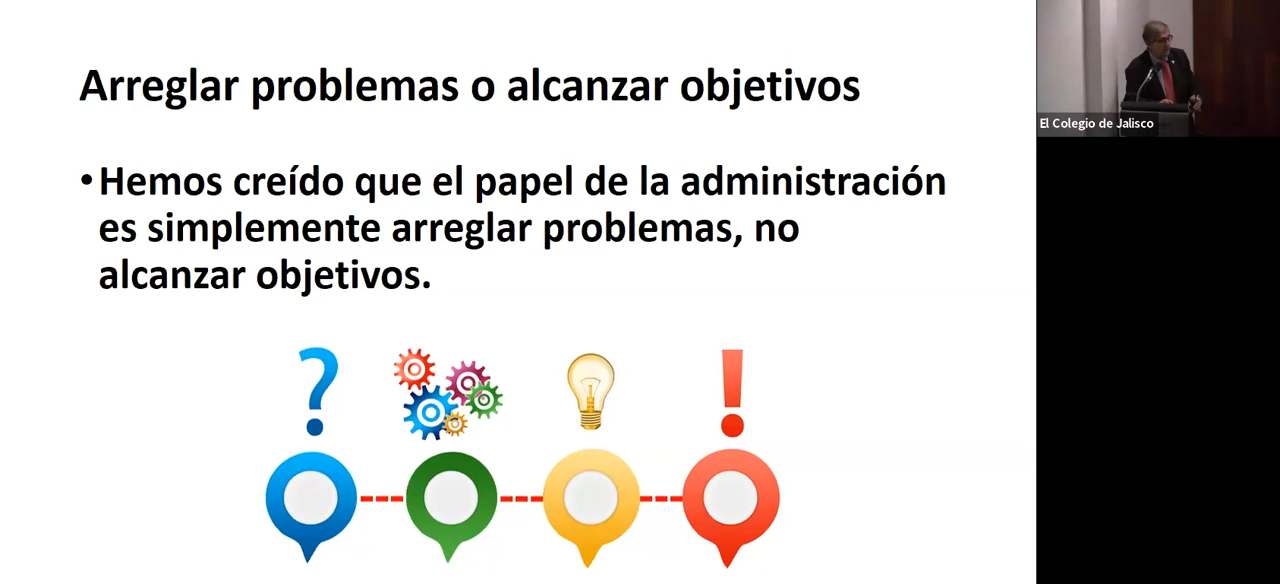 Arreglar problemas o alcanzar objetivos
• Hemos creído que el papel de la administración
es simplemente arreglar problemas, no
alcanzar objetivos.
? !
El Colegio de Jalisco